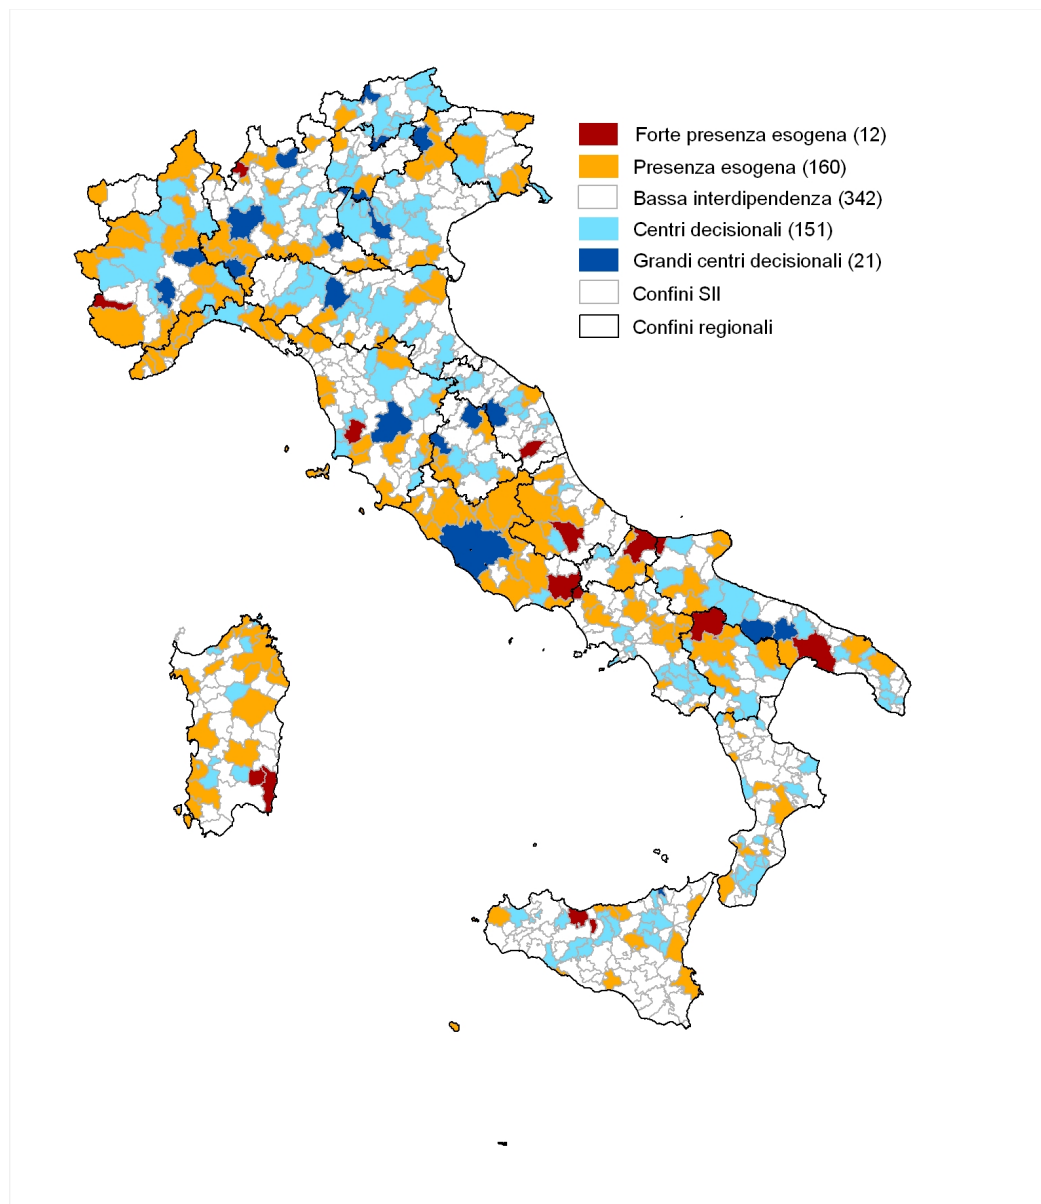 Forte presenza esogena (12)
Presenza esogena (160)
Bassa interdipendenza (342)
Centri decisionali (151)
Grandi centri decisionali (21)
Confini Sll
Confini regionali